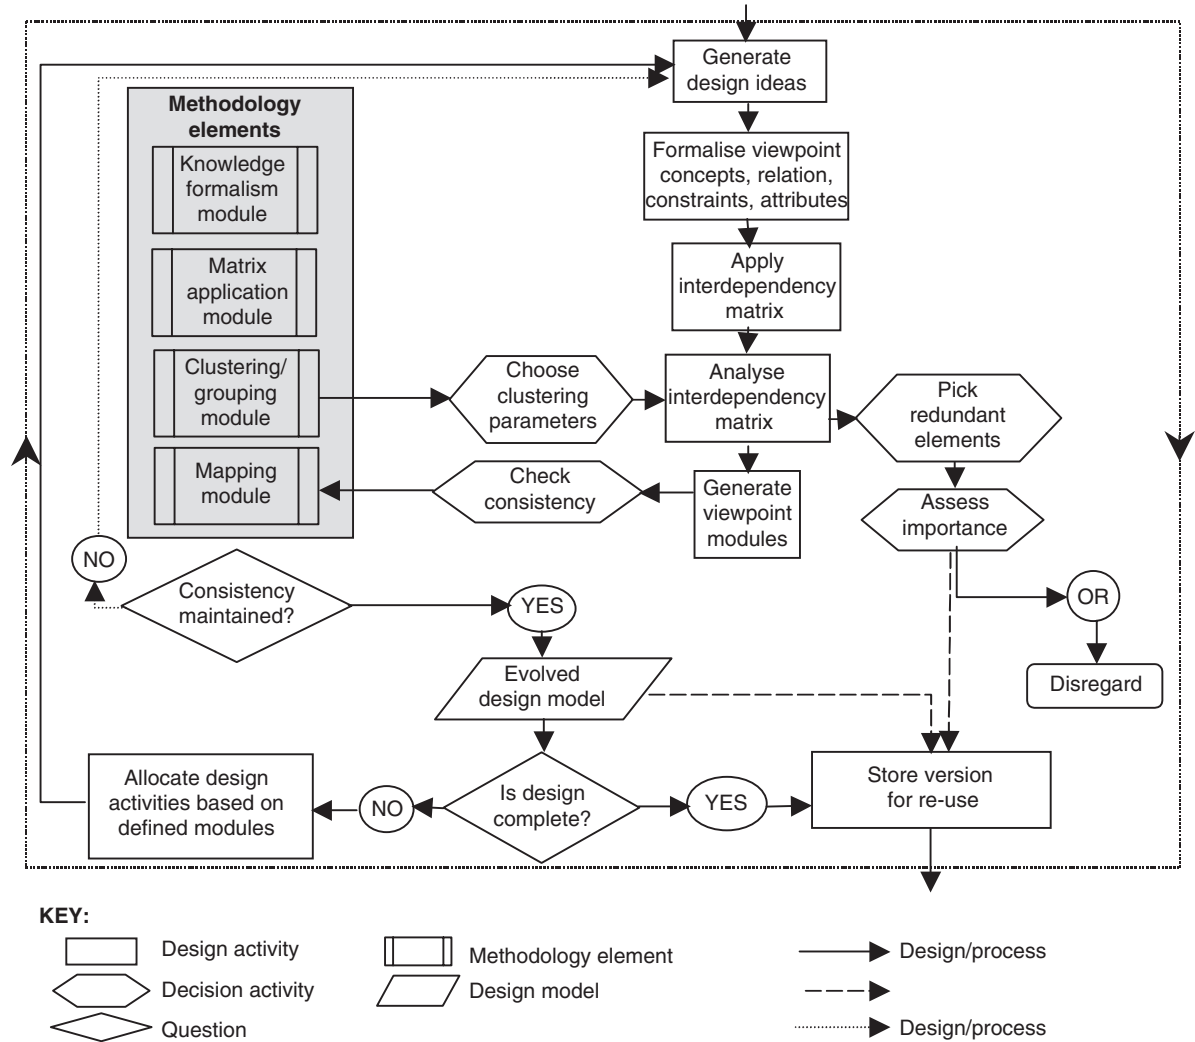 Generate
design ideas
Methodology
elements
Knowledge
formalism
module
Matrix
application
module
Clustering/
grouping
module
Mapping
module
Formalise viewpoint
concepts, relation,
constraints, attributes
Apply
interdependency
matrix
Choose
clustering
parameters
Analyse
interdependency
matrix
Pick
redundant
elements
Check
consistency
Generate
viewpoint
modules
Assess
importance
NO
Consistency
maintained?
YES
OR
Evolved
design model
Disregard
Allocate design
activities based on
defined modules
NO
Is design
complete?
YES
Store version
for re-use
KEY:
Design activity
Methodology element
Design/process
Decision activity
Design model
Question
Design/process